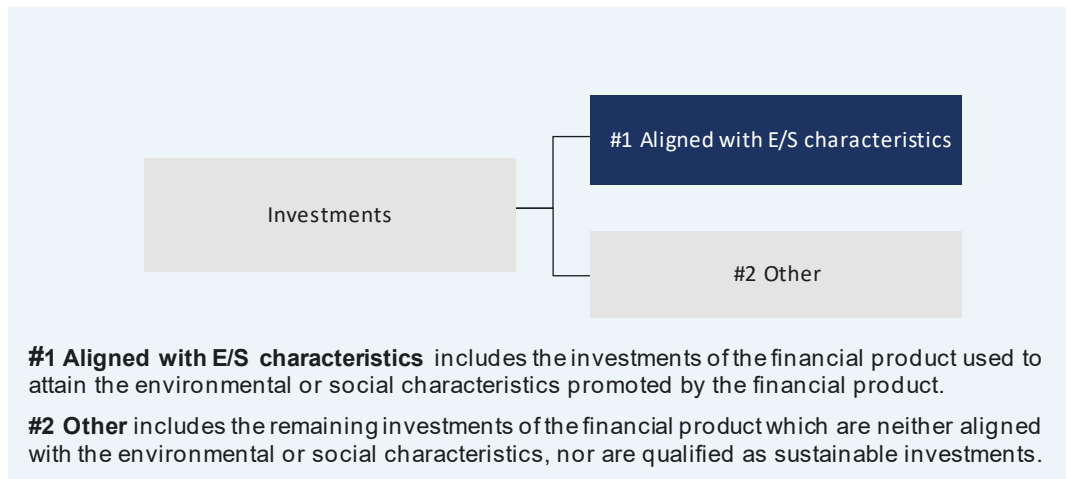 #1 Aligned with E/S characteristics
Investments
#2 Other
#1 Aligned with E/S characteristics includes the investments of the financial product used to
attain the environmental or social characteristics promoted by the financial product.
#2 Other includes the remaining investments of the financial product which are neither aligned
with the environmental or social characteristics, nor are qualified as sustainable investments.